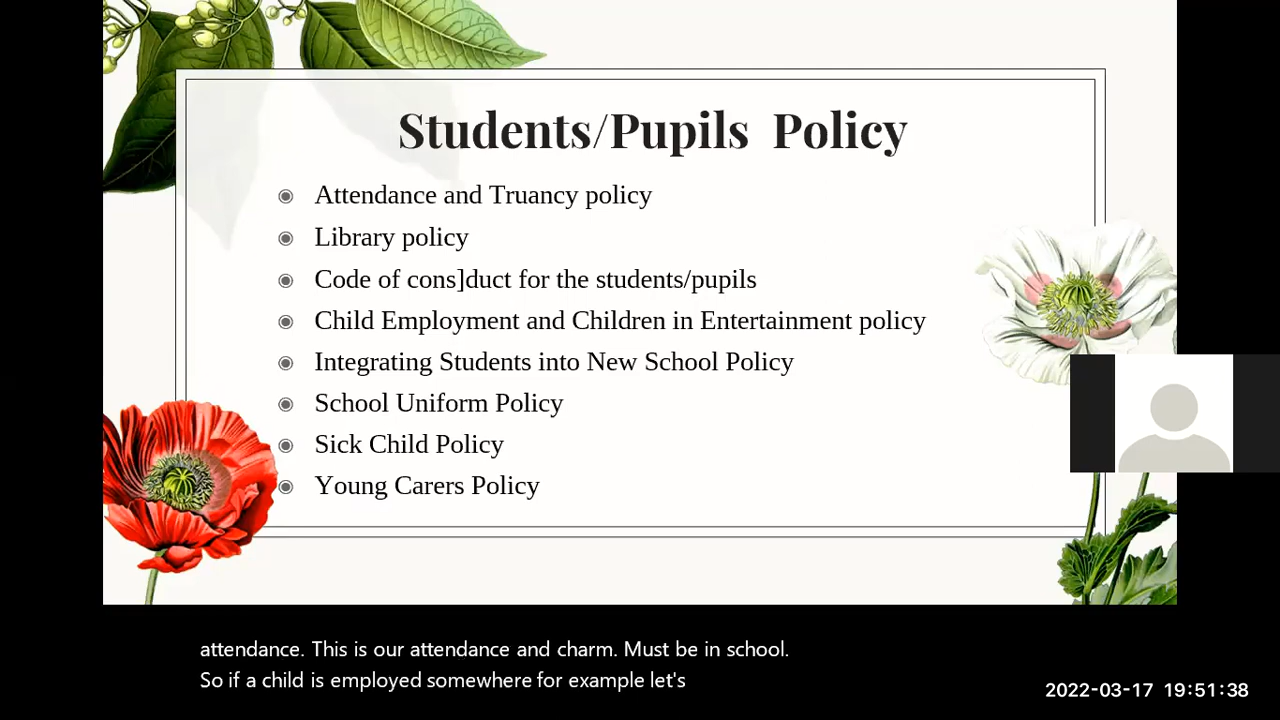 Students/Pupils Policy
Attendance and Truancy policy
Library policy
Code of cons]duct for the students/pupils
Child Employment and Children in Entertainment policy
Integrating Students into New School Policy
School Uniform Policy
Sick Child Policy
Young Carers Policy
attendance. This is our attendance and charm. Must be in school.
So if a child is employed somewhere for example let's
2022-03-17 19:51:38